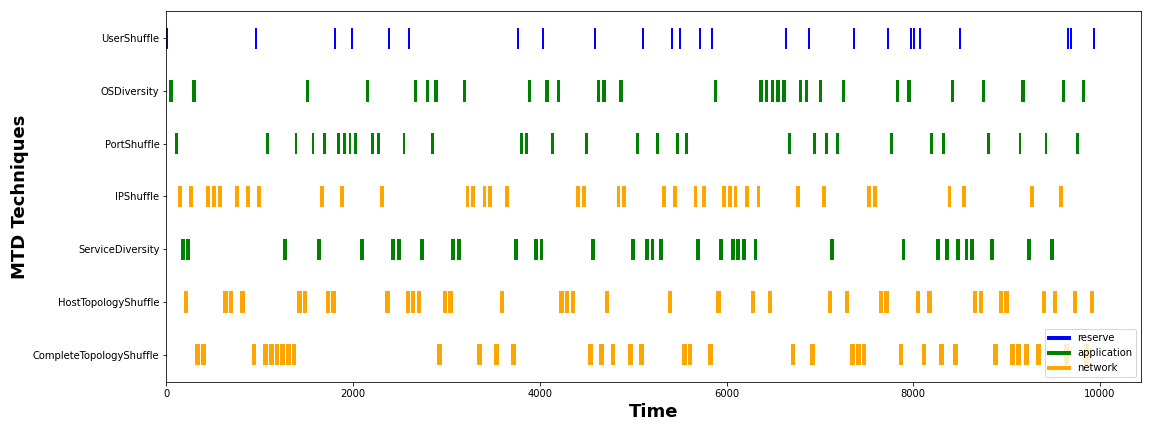 MTD Techniques
UserShuffle
OSDiversity
PortShuffle
IPShuffle
ServiceDiversity
HostTopologyShuffle
CompleteTopologyShuffle
reserve
application
network
0 2000 4000 6000 8000 10000
Time